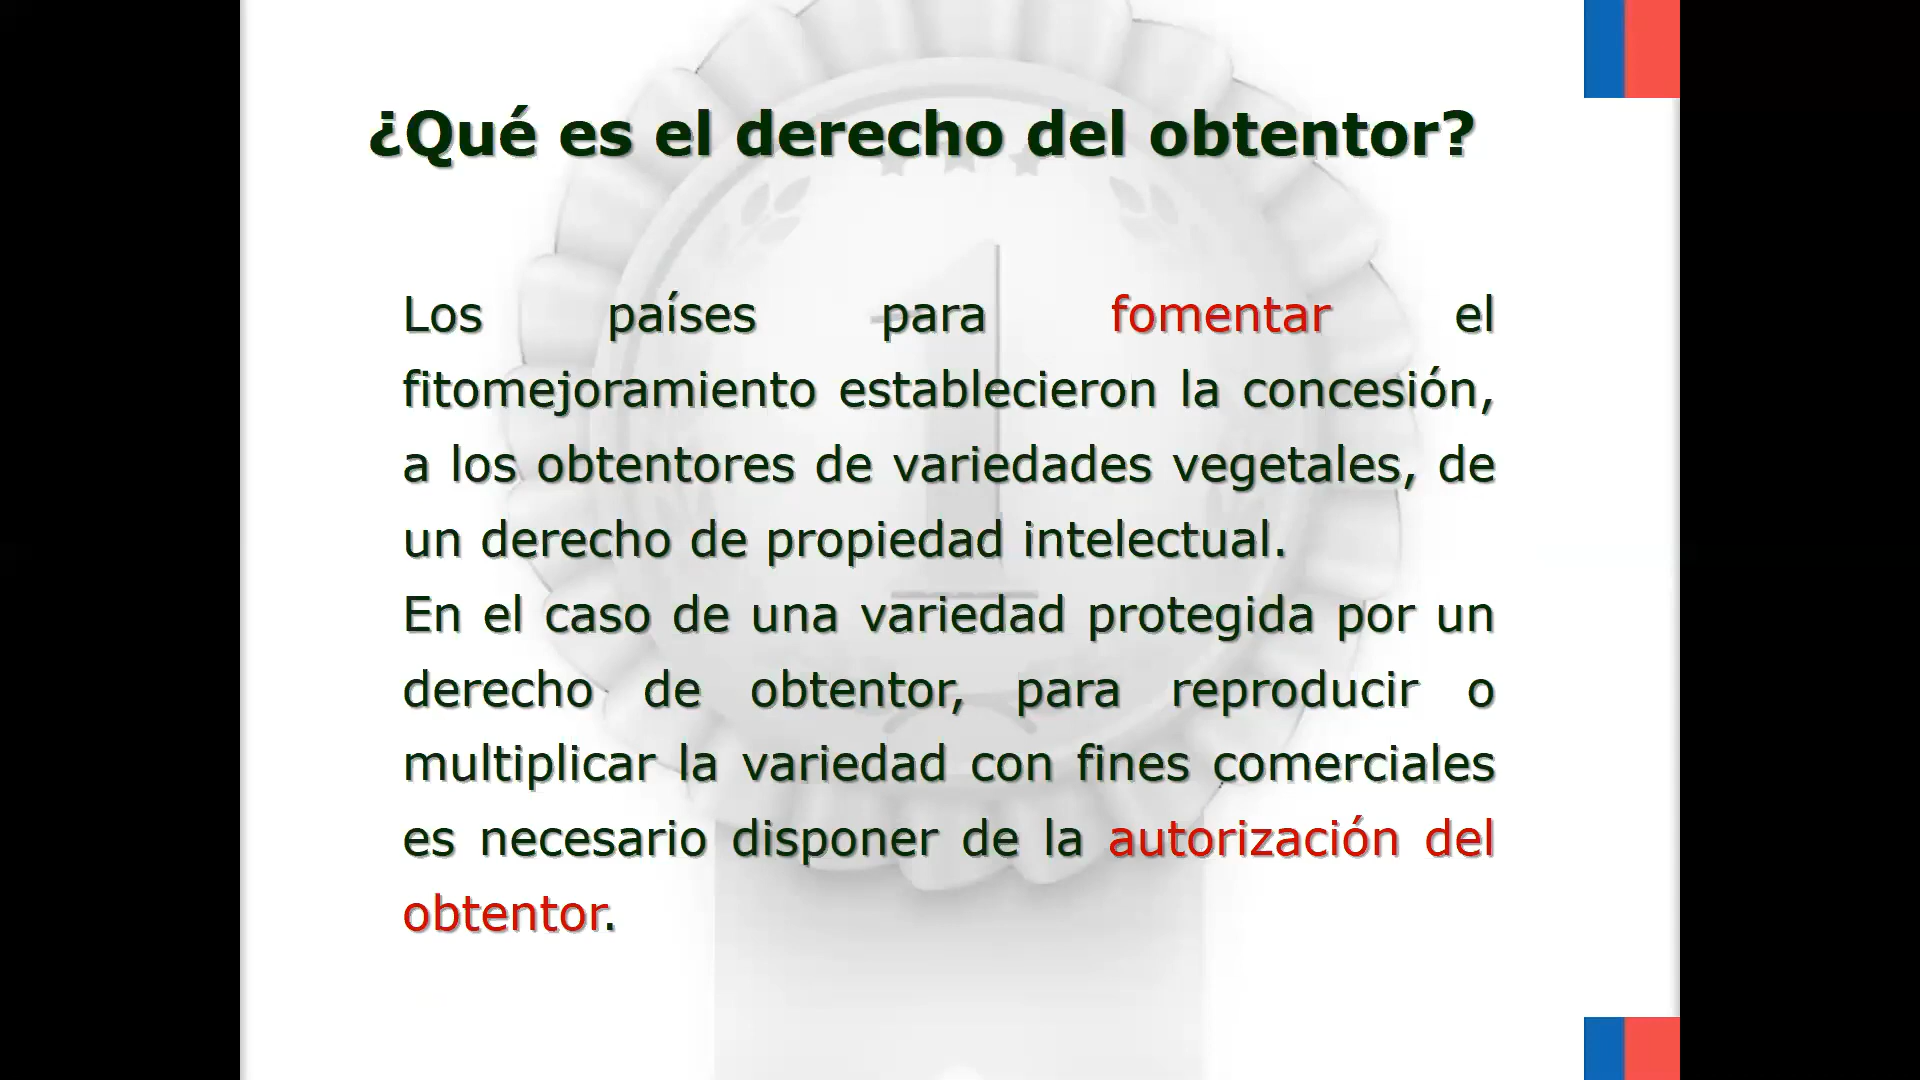 ¿Qué es el derecho del obtentor?
Los países para fomentar el
fitomejoramiento establecieron la concesión,
a los obtentores de variedades vegetales, de
un derecho de propiedad intelectual.
En el caso de una variedad protegida por un
derecho de obtentor, para reproducir o
multiplicar la variedad con fines comerciales
es necesario disponer de la autorización del
obtentor.